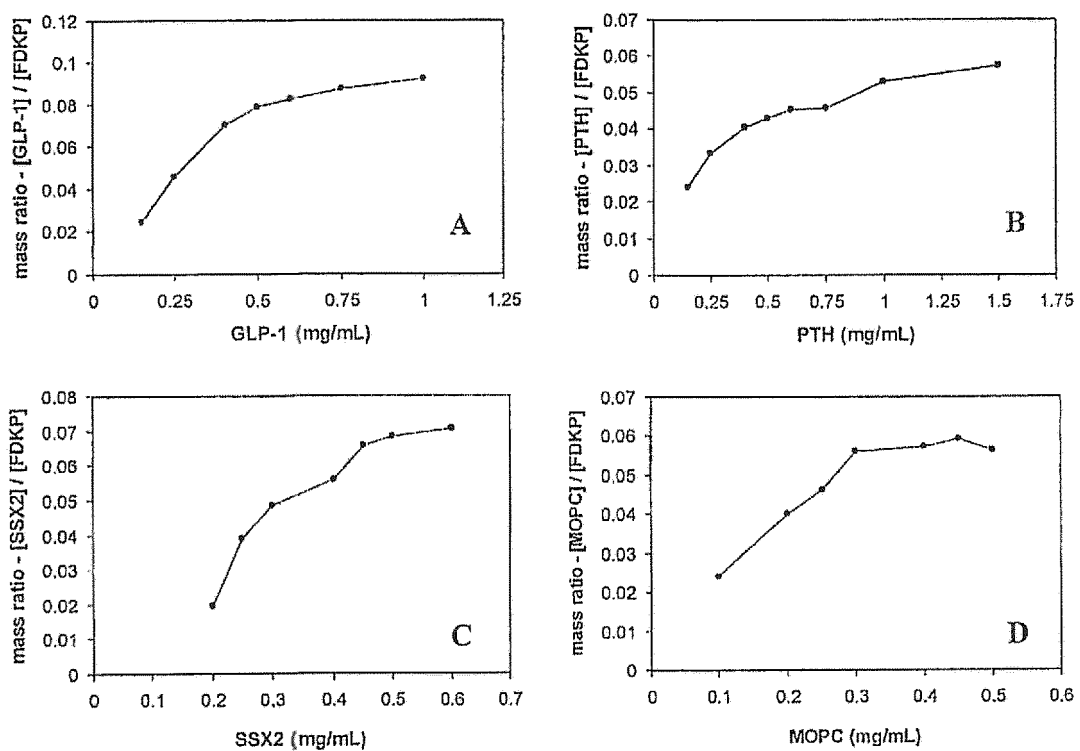 mass ratio - [GLP-1] / [FDKP]
0.12
0.1
0.08
0.06
0.04
0.02
0
A
0 0.25 0.5 0.75 1 1.25
GLP-1 (mg/mL)
mass ratio - [PTH] / [FDKP]
0.07
0.06
0.05
0.04
0.03
0.02
0.01
0
B
0 0.25 0.5 0.75 1 1.25 1.5 1.75
PTH (mg/mL)
mass ratio - [SSX2] / [FDKP]
0.08
0.07
0.06
0.05
0.04
0.03
0.02
0.01
0
C
0 0.1 0.2 0.3 0.4 0.5 0.6 0.7
SSX2 (mg/mL)
mass ratio - [MOPC] / [FDKP]
0.07
0.06
0.05
0.04
0.03
0.02
0.01
0
D
0 0.1 0.2 0.3 0.4 0.5 0.6
MOPC (mg/mL)